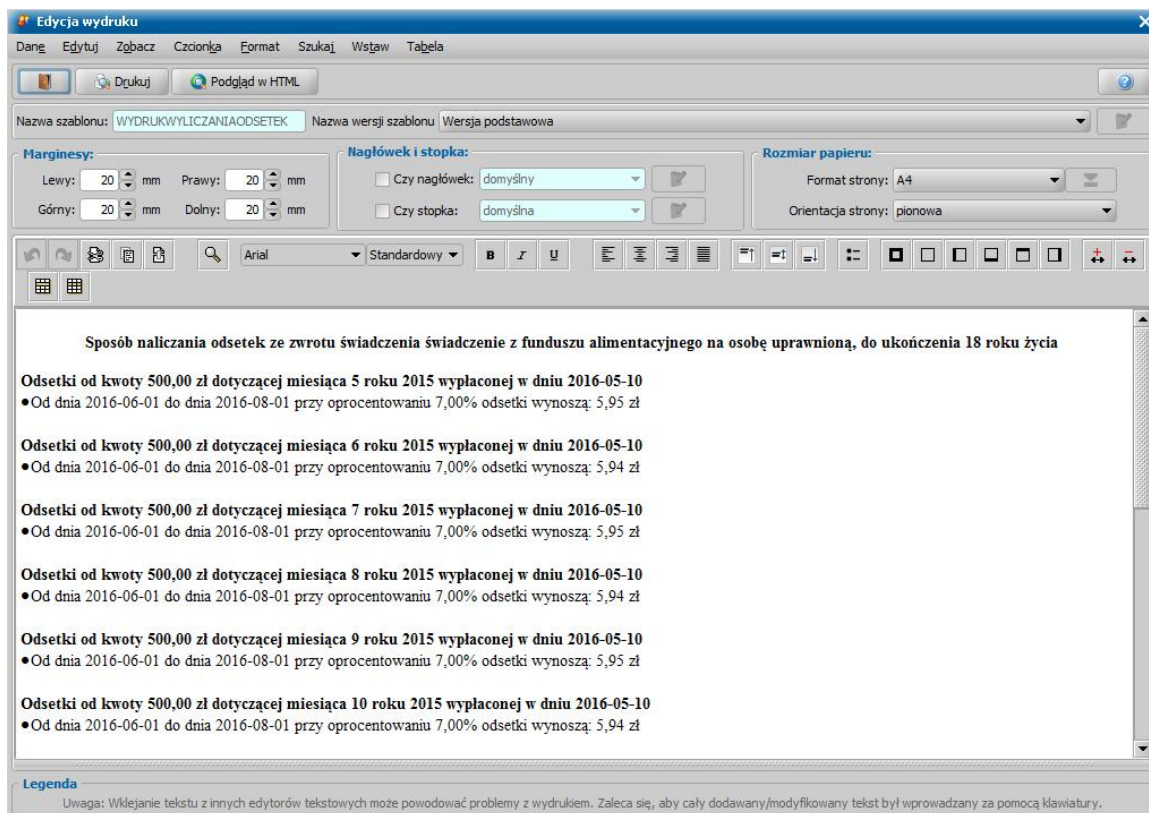 Edycja wydruku
Dane Edytuj Zobacz Czcionka Format Szukaj Wstaw Tabela
Drukuj Podgląd w HTML
Nazwa szablonu: WYDRUKWYLICZANIAODSETEK Nazwa wersji szablonu Wersja podstawowa
Marginesy: Nagłówek i stopka: Rozmiar papieru:
Lewy: 20 mm Prawy: 20 mm Czy nagłówek: domyślny Format strony: A4
Górny: 20 mm Dolny: 20 mm Czy stopka: domyślna Orientacja strony: pionowa
Arial Standardowy B I U
Sposób naliczania odsetek ze zwrotu świadczenia świadczenie z funduszu alimentacyjnego na osobę uprawnioną, do ukończenia 18 roku życia
Odsetki od kwoty 500,00 zł dotyczącej miesiąca 5 roku 2015 wypłaconej w dniu 2016-05-10
●Od dnia 2016-06-01 do dnia 2016-08-01 przy oprocentowaniu 7,00% odsetki wynoszą: 5,95 zł
Odsetki od kwoty 500,00 zł dotyczącej miesiąca 6 roku 2015 wypłaconej w dniu 2016-05-10
●Od dnia 2016-06-01 do dnia 2016-08-01 przy oprocentowaniu 7,00% odsetki wynoszą: 5,94 zł
Odsetki od kwoty 500,00 zł dotyczącej miesiąca 7 roku 2015 wypłaconej w dniu 2016-05-10
●Od dnia 2016-06-01 do dnia 2016-08-01 przy oprocentowaniu 7,00% odsetki wynoszą: 5,95 zł
Odsetki od kwoty 500,00 zł dotyczącej miesiąca 8 roku 2015 wypłaconej w dniu 2016-05-10
●Od dnia 2016-06-01 do dnia 2016-08-01 przy oprocentowaniu 7,00% odsetki wynoszą: 5,94 zł
Odsetki od kwoty 500,00 zł dotyczącej miesiąca 9 roku 2015 wypłaconej w dniu 2016-05-10
●Od dnia 2016-06-01 do dnia 2016-08-01 przy oprocentowaniu 7,00% odsetki wynoszą: 5,95 zł
Odsetki od kwoty 500,00 zł dotyczącej miesiąca 10 roku 2015 wypłaconej w dniu 2016-05-10
●Od dnia 2016-06-01 do dnia 2016-08-01 przy oprocentowaniu 7,00% odsetki wynoszą: 5,94 zł
Legenda
Uwaga: Wklejanie tekstu z innych edytorów tekstowych może powodować problemy z wydrukiem. Zaleca się, aby cały dodawany/modyfikowany tekst był wprowadzany za pomocą klawiatury.